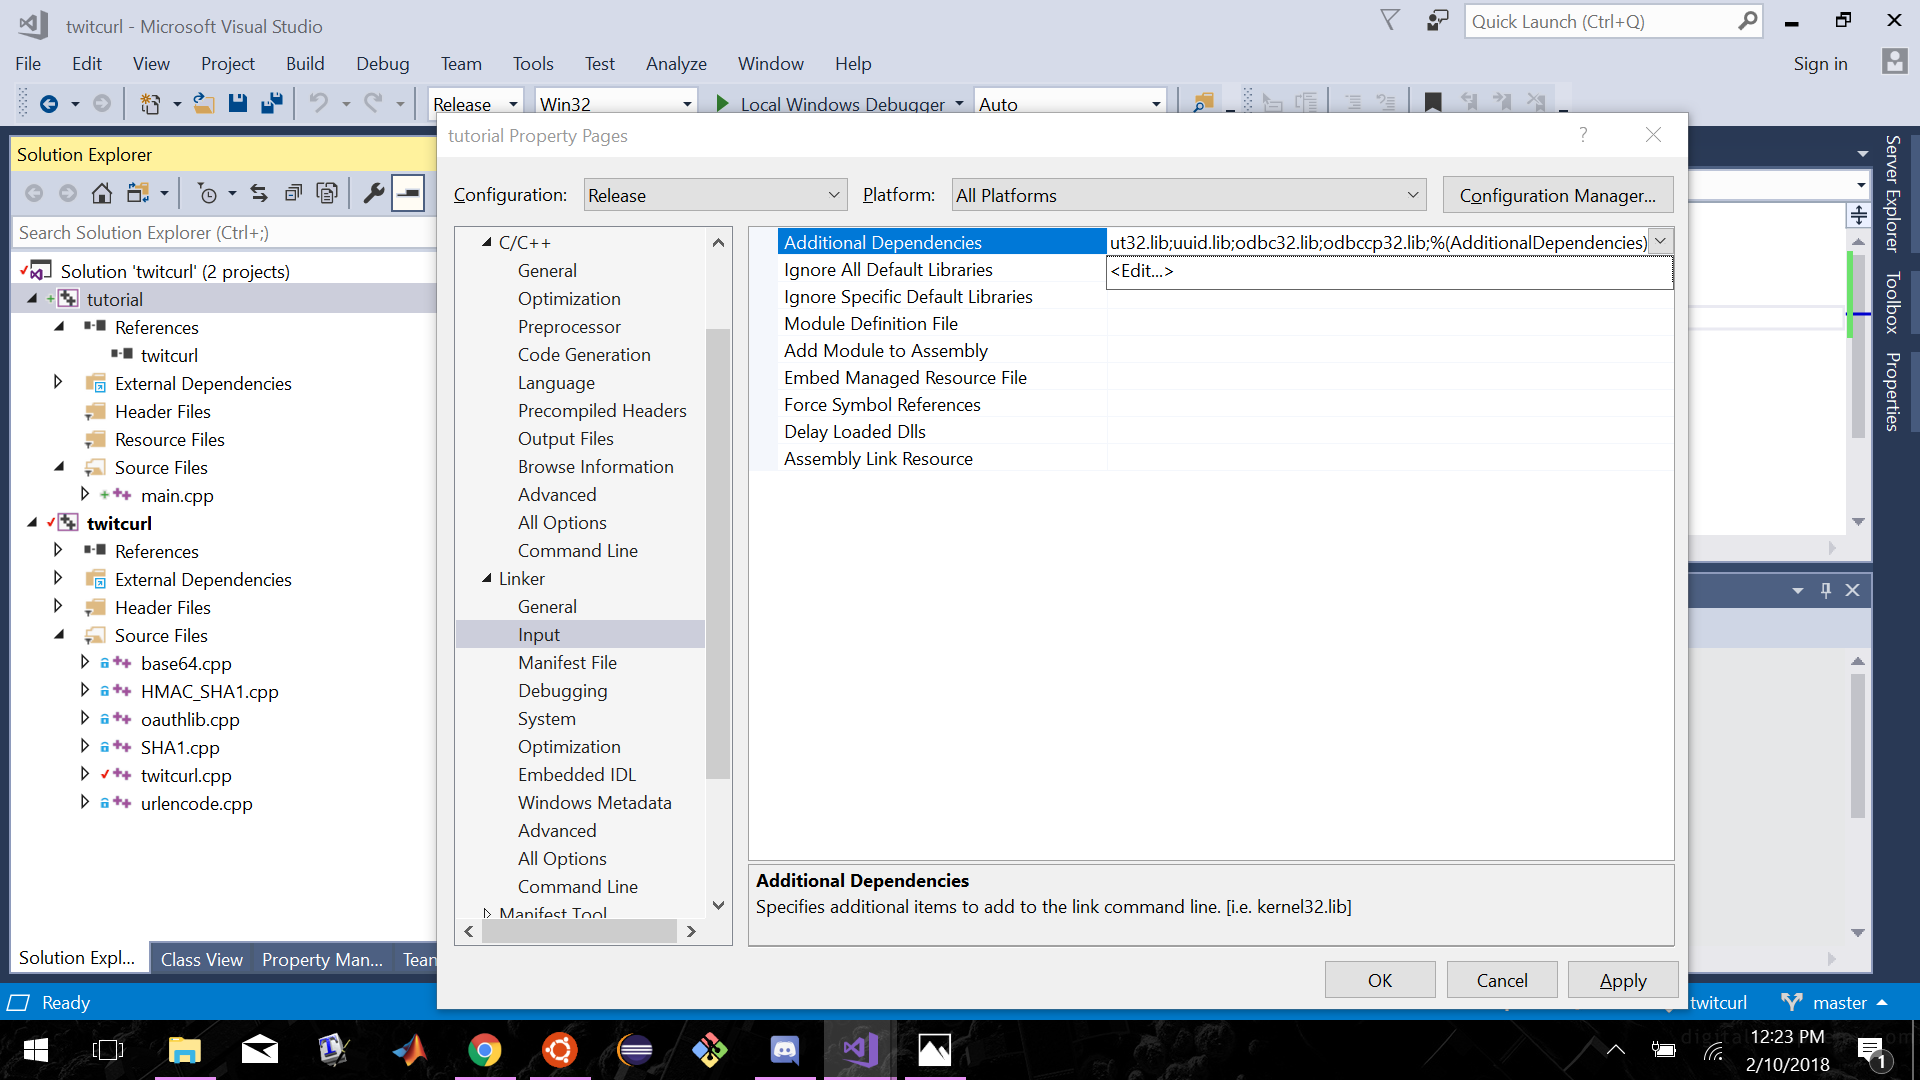 twitcurl - Microsoft Visual Studio
Quick Launch (Ctrl+Q)
File Edit View Project Build Debug Team Tools Test Analyze Window Help
Sign in
Release Win32 Local Windows Debugger Auto
Solution Explorer
Search Solution Explorer (Ctrl+;)
Solution 'twitcurl' (2 projects)
tutorial
References
twitcurl
External Dependencies
Header Files
Resource Files
Source Files
main.cpp
twitcurl
References
External Dependencies
Header Files
Source Files
base64.cpp
HMAC_SHA1.cpp
oauthlib.cpp
SHA1.cpp
twitcurl.cpp
urlencode.cpp
Solution Expl... Class View Property Man... Team
tutorial Property Pages
?
Configuration: Release Platform: All Platforms Configuration Manager...
C/C++
General
Optimization
Preprocessor
Code Generation
Language
Precompiled Headers
Output Files
Browse Information
Advanced
All Options
Command Line
Linker
General
Input
Manifest File
Debugging
System
Optimization
Embedded IDL
Windows Metadata
Advanced
All Options
Command Line
Manifest Tool
Additional Dependencies ut32.lib;uuid.lib;odbc32.lib;odbccp32.lib;%(AdditionalDependencies)
<Edit...>
Ignore All Default Libraries
Ignore Specific Default Libraries
Module Definition File
Add Module to Assembly
Embed Managed Resource File
Force Symbol References
Delay Loaded Dlls
Assembly Link Resource
Additional Dependencies
Specifies additional items to add to the link command line. [i.e. kernel32.lib]
OK Cancel Apply
Server Explorer
Toolbox
Properties
Ready
twitcurl master
12:23 PM
2/10/2018
1